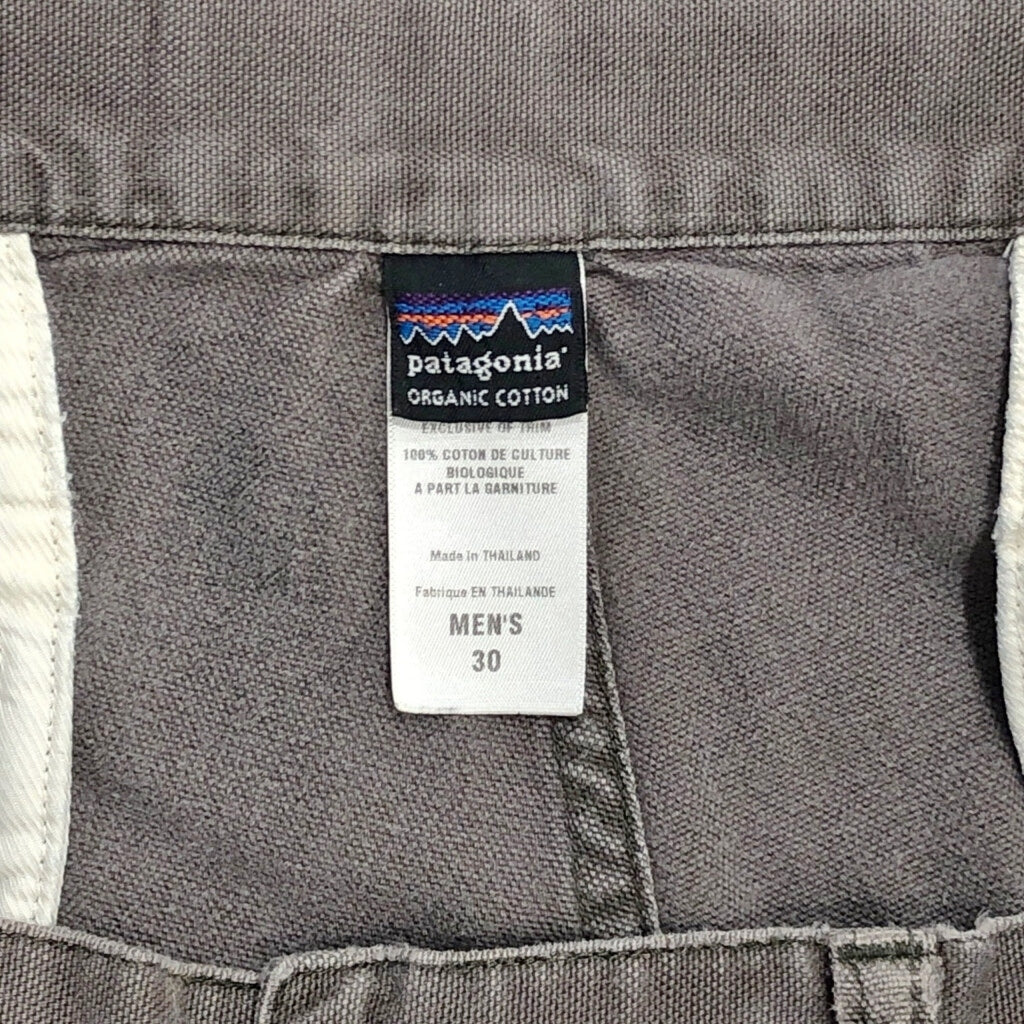 patagonia®
ORGANIC COTTON
EXCLUSIVE OF TRIM
100% COTON DE CULTURE
BIOLOGIQUE
A PART LA GARNITURE
Made in THAILAND
Fabrique EN THAILANDE
MEN'S
30